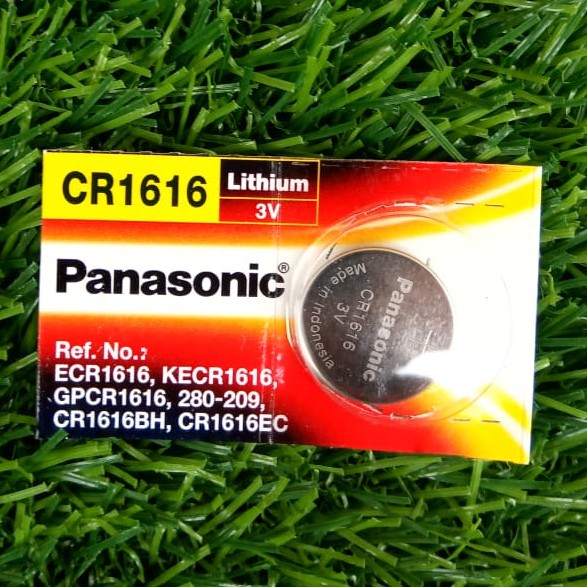 CR1616
Lithium
3V
Panasonic®
Ref. No.:
ECR1616, KECR1616,
GPCR1616, 280-209,
CR1616BH, CR1616EC
Panasonic
CR1616
3V
Made in Indonesia